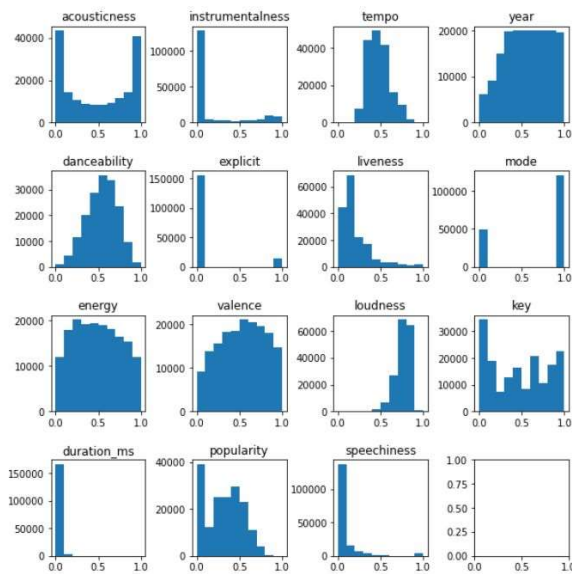 acousticness instrumentalness tempo year
40000 20000 0 100000 50000 0 40000 20000 0 20000 10000 0
0.0 0.5 1.0 0.0 0.5 1.0 0.0 0.5 1.0 0.0 0.5 1.0
danceability explicit liveness mode
30000 20000 10000 0 150000 100000 50000 0 60000 40000 20000 0 100000 50000 0
0.0 0.5 1.0 0.0 0.5 1.0 0.0 0.5 1.0 0.0 0.5 1.0
energy valence loudness key
20000 15000 10000 5000 0 20000 15000 10000 5000 0 60000 40000 20000 0 30000 20000 10000 0
0.0 0.5 1.0 0.0 0.5 1.0 0.0 0.5 1.0 0.0 0.5 1.0
duration_ms popularity speechiness
150000 100000 50000 0 40000 20000 0 100000 50000 0 1.00 0.75 0.50 0.25 0.00
0.0 0.5 1.0 0.0 0.5 1.0 0.0 0.5 1.0 0.0 0.5 1.0